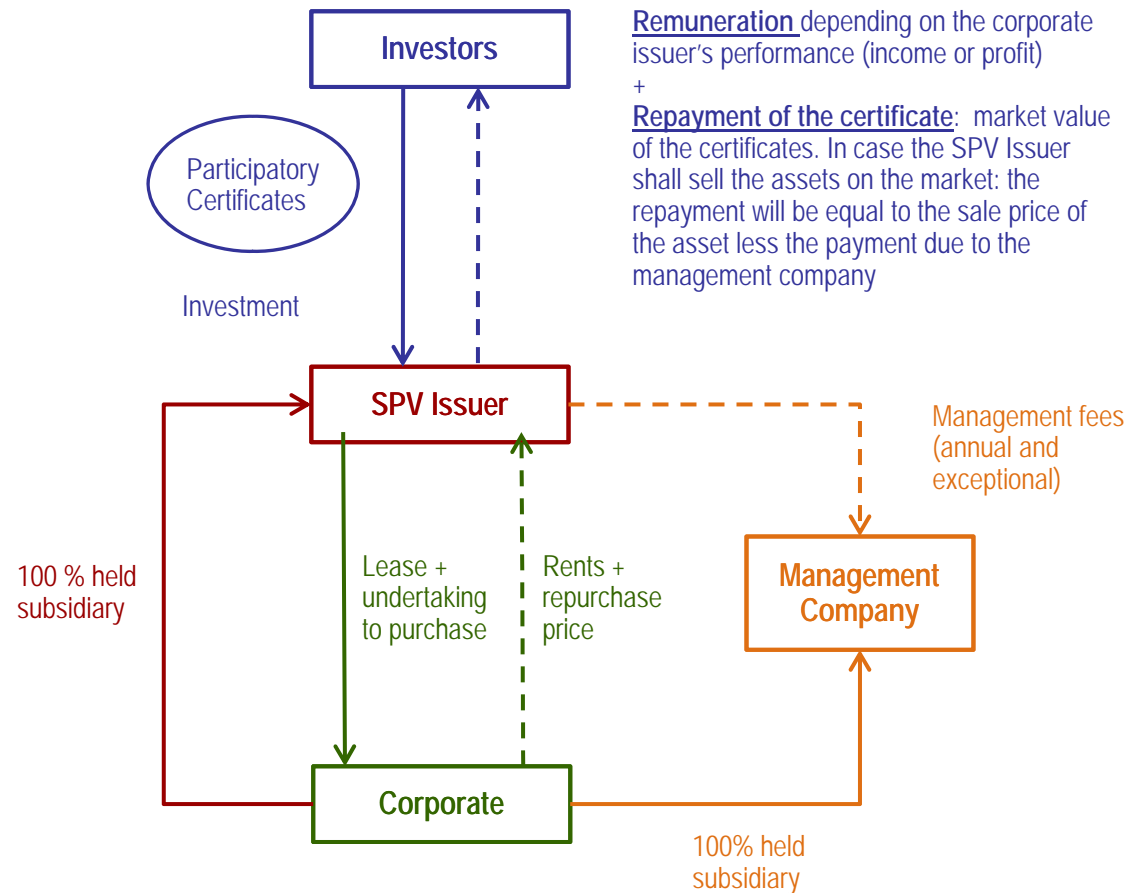 Investors
Remuneration depending on the corporate
issuer's performance (income or profit)
+
Repayment of the certificate: market value
of the certificates. In case the SPV Issuer
shall sell the assets on the market: the
repayment will be equal to the sale price of
the asset less the payment due to the
management company
Participatory
Certificates
Investment
SPV Issuer
Management fees
(annual and
exceptional)
100 % held
subsidiary
Lease +
undertaking
to purchase
Rents +
repurchase
price
Management
Company
Corporate
100% held
subsidiary